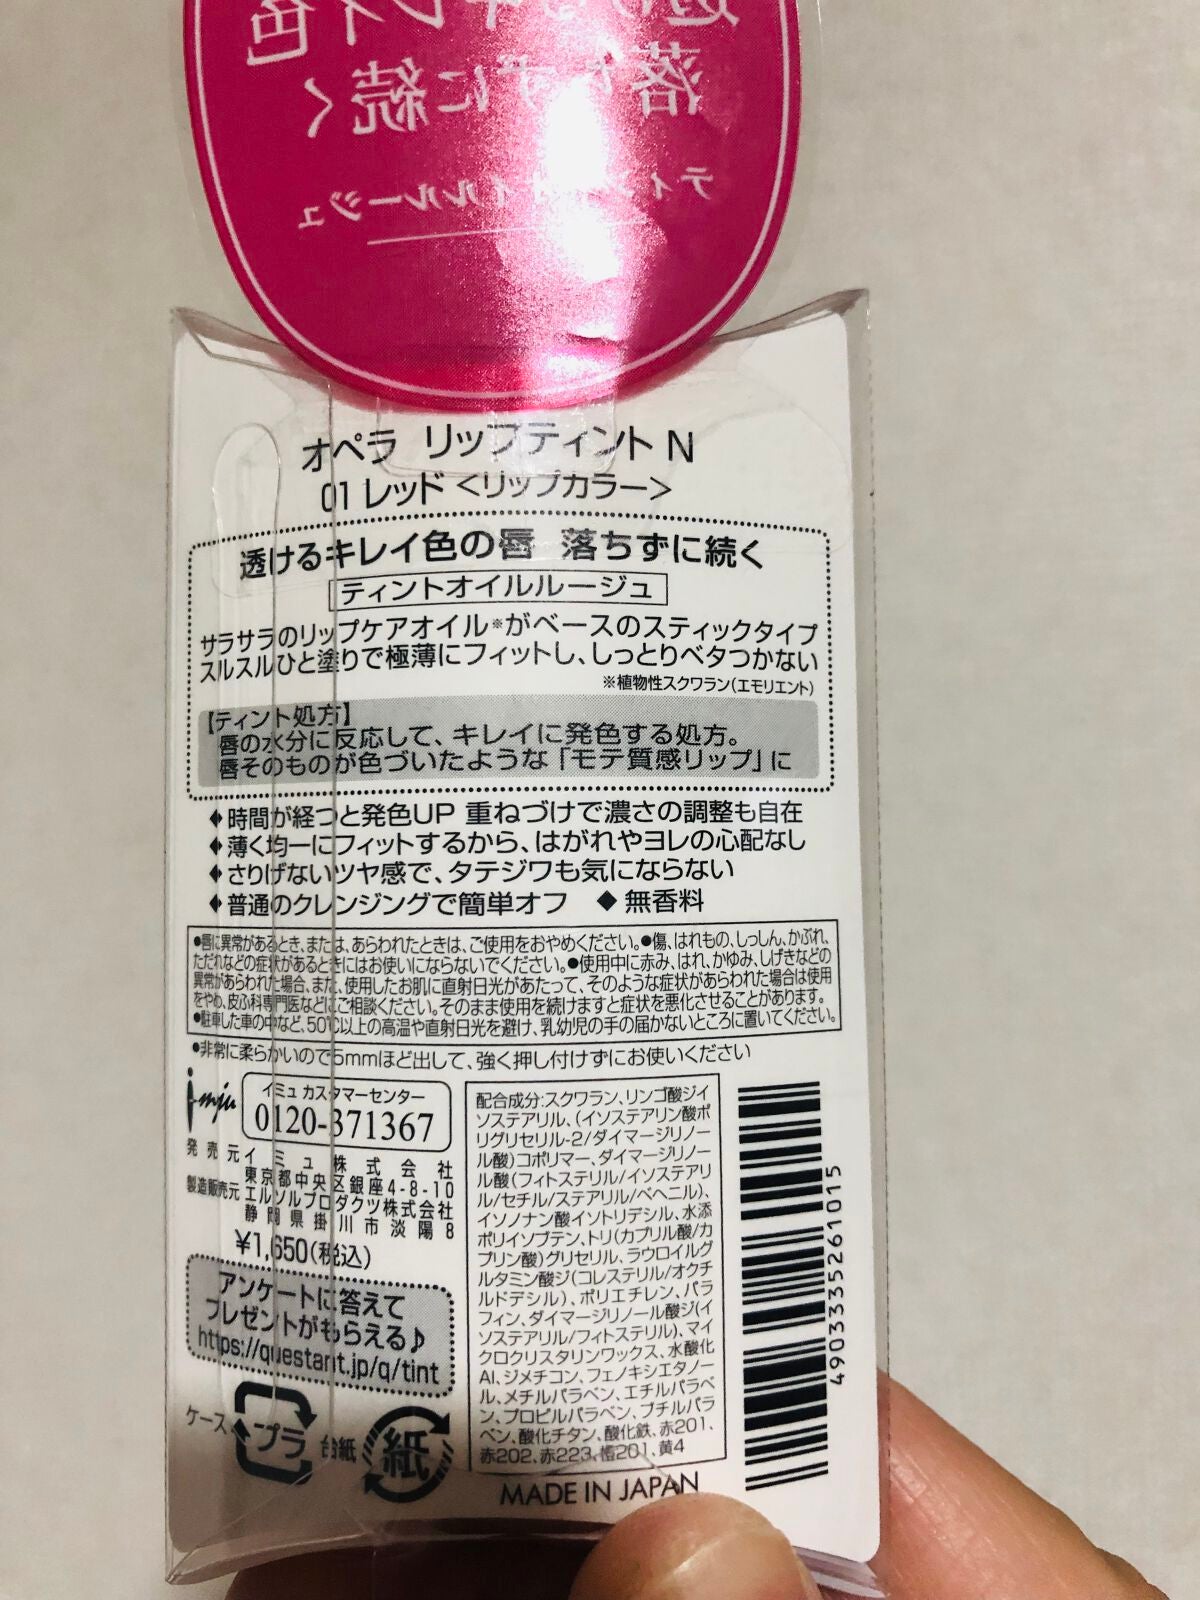 透けるキレイ色
落ちずに続く
ティントオイルルージュ
オペラ リップティント N
01 レッド <リップカラー>
透けるキレイ色の唇 落ちずに続く
ティントオイルルージュ
サラサラのリップケアオイル※がベースのスティックタイプ
スルスルひと塗りで極薄にフィットし、しっとりベタつかない
※植物性スクワラン(エモリエント)
【ティント処方】
唇の水分に反応して、キレイに発色する処方。
唇そのものが色づいたような「モテ質感リップ」に
◆時間が経つと発色UP 重ねづけで濃さの調整も自在
◆薄く均一にフィットするから、はがれやヨレの心配なし
◆さりげないツヤ感で、タテジワも気にならない
◆普通のクレンジングで簡単オフ ◆無香料
●唇に異常があるとき、または、あらわれたときは、ご使用をおやめください。●傷、はれもの、しっしん、かぶれ、
ただれなどの症状があるときにはお使いにならないでください。●使用中に赤み、はれ、かゆみ、しげきなどの
異常があらわれた場合、また、使用したお肌に直射日光があたって、そのような症状があらわれた場合は使用
をやめ、皮ふ科専門医などにご相談ください。そのまま使用を続けますと症状を悪化させることがあります。
●駐車した車の中など、50℃以上の高温や直射日光を避け、乳幼児の手の届かないところに置いてください。
●非常に柔らかいので5mmほど出して、強く押し付けずにお使いください
imju
イミュ カスタマーセンター
0120-371367
発売元 イミュ株式会社
東京都中央区銀座4-8-10
製造販売元 エルソルプロダクツ株式会社
静岡県掛川市淡陽8
¥1,650(税込)
アンケートに答えて
プレゼントがもらえる♪
https://questant.jp/q/tint
ケース プラ 台紙 紙
配合成分:スクワラン、リンゴ酸ジイ
ソステアリル、(イソステアリン酸ポ
リグリセリル-2/ダイマージリノー
ル酸)コポリマー、ダイマージリノー
ル酸(フィトステリル/イソステアリ
ル/セチル/ステアリル/ベヘニル)、
イソノナン酸イソトリデシル、水添
ポリイソブテン、トリ(カプリル酸/カ
プリン酸)グリセリル、ラウロイルグ
ルタミン酸ジ(コレステリル/オクチ
ルドデシル)、ポリエチレン、パラ
フィン、ダイマージリノール酸ジ(イ
ソステアリル/フィトステリル)、マイ
クロクリスタリンワックス、水酸化
Al、ジメチコン、フェノキシエタノー
ル、メチルパラベン、エチルパラベ
ン、プロピルパラベン、ブチルパラ
ベン、酸化チタン、酸化鉄、赤201、
赤202、赤223、橙201、黄4
MADE IN JAPAN
4903335261015